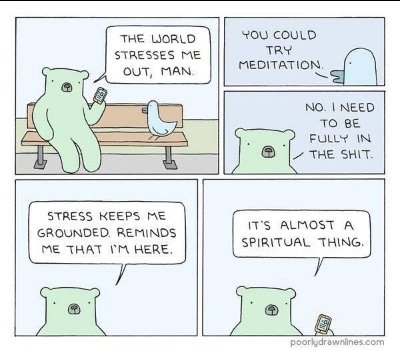 THE WORLD
STRESSES ME
OUT, MAN.
YOU COULD
TRY
MEDITATION.
NO. I NEED
TO BE
FULLY IN
THE SHIT.
STRESS KEEPS ME
GROUNDED. REMINDS
ME THAT I'M HERE.
IT'S ALMOST A
SPIRITUAL THING.
poorlydrawnlines.com